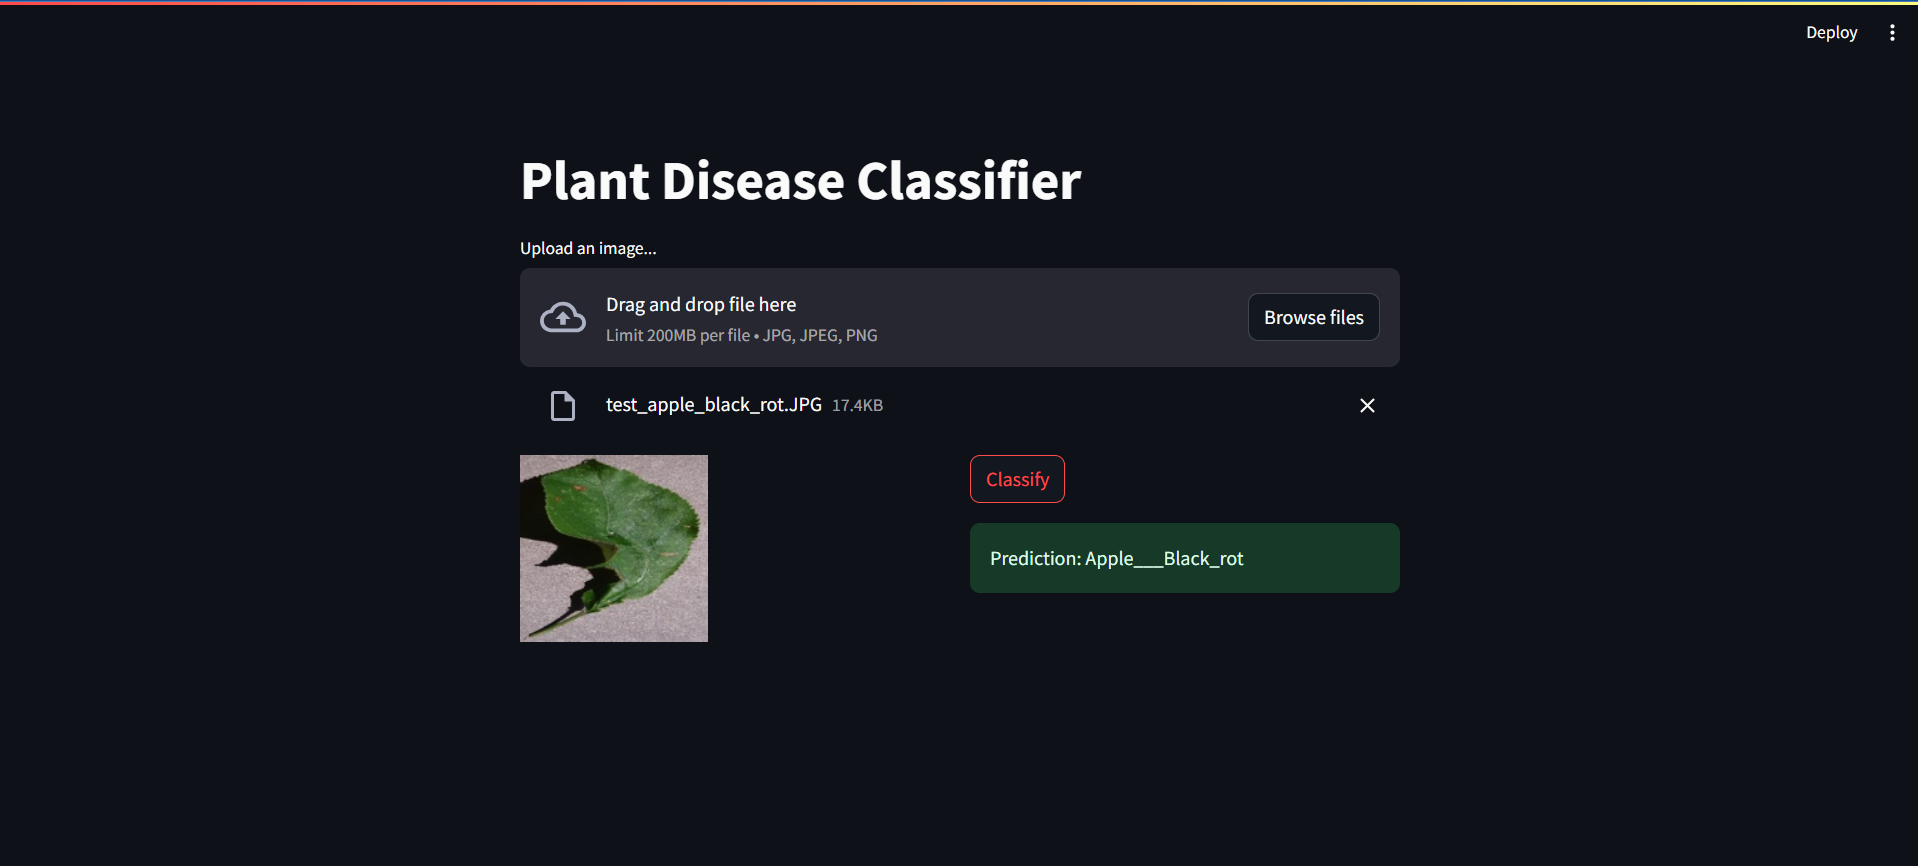 Deploy
Plant Disease Classifier
Upload an image...
Drag and drop file here
Limit 200MB per file • JPG, JPEG, PNG
Browse files
test_apple_black_rot.JPG 17.4KB
Classify
Prediction: Apple___Black_rot